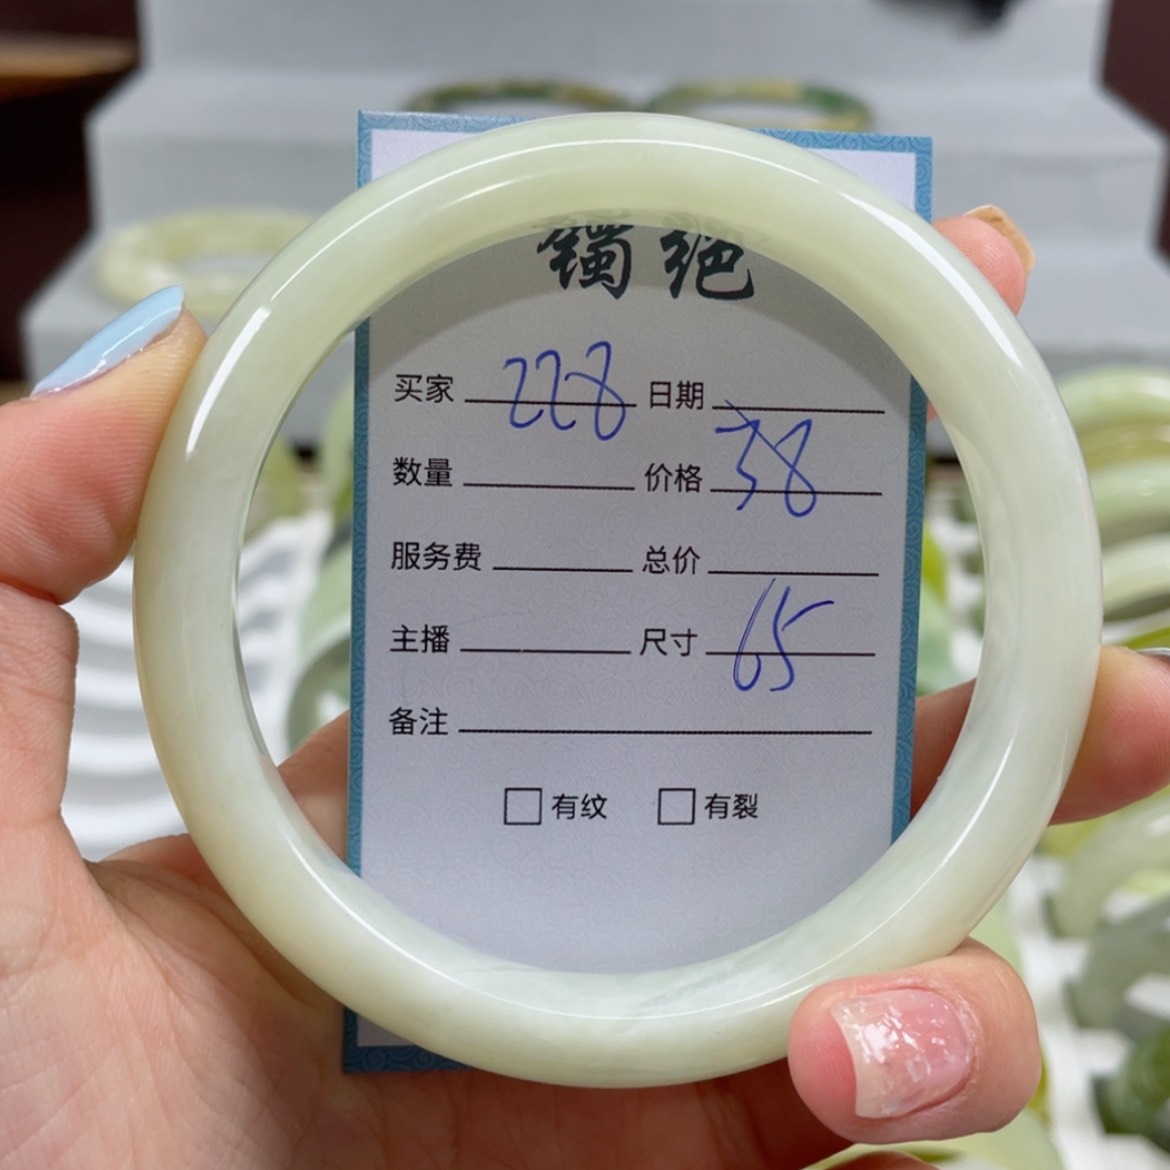 镯绝
买家 228 日期
数量 价格 38
服务费 总价
主播 尺寸 65
备注
□有纹 □有裂